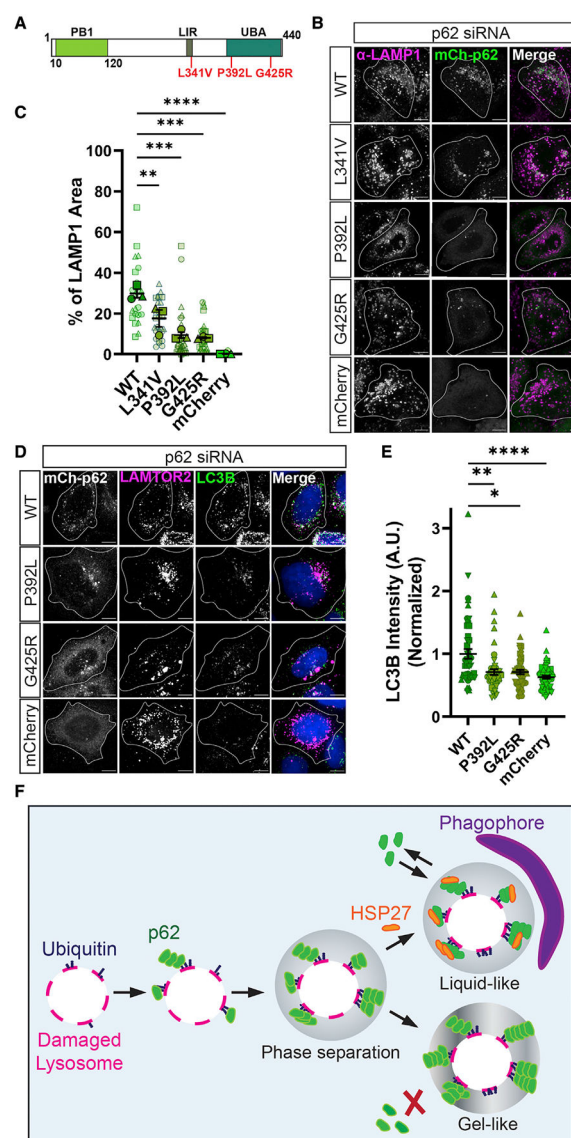 A
1
PB1
LIR
UBA
440
10
120
L341V
P392L
G425R
B
p62 siRNA
α-LAMP1
mCh-p62
Merge
WT
L341V
P392L
G425R
mCherry
C
****
***
***
**
% of LAMP1 Area
100
80
60
40
20
0
WT
L341V
P392L
G425R
mCherry
D
p62 siRNA
mCh-p62
LAMTOR2
LC3B
Merge
WT
P392L
G425R
mCherry
E
****
**
*
LC3B Intensity (A.U.)
(Normalized)
3
2
1
0
WT
P392L
G425R
mCherry
F
Phagophore
HSP27
Ubiquitin
p62
Liquid-like
Damaged
Lysosome
Phase separation
Gel-like